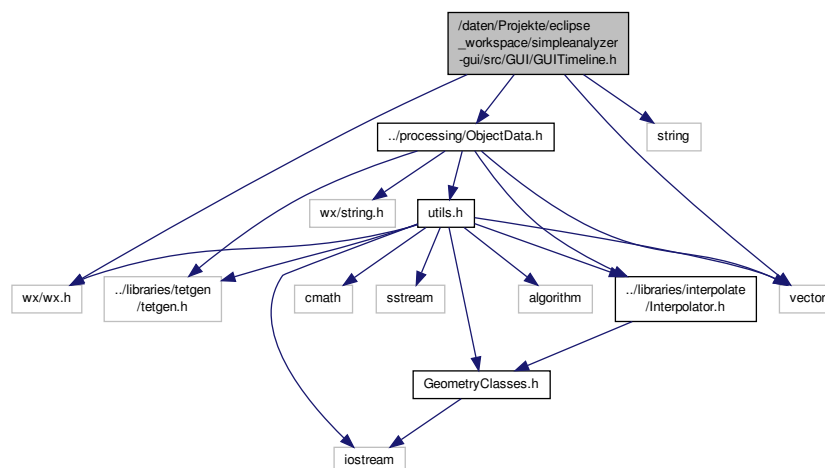 /daten/Projekte/eclipse
_workspace/simpleanalyzer
-gui/src/GUI/GUITimeline.h
../processing/ObjectData.h
string
wx/string.h
utils.h
wx/wx.h
../libraries/tetgen
/tetgen.h
cmath
sstream
algorithm
../libraries/interpolate
/Interpolator.h
vector
GeometryClasses.h
iostream